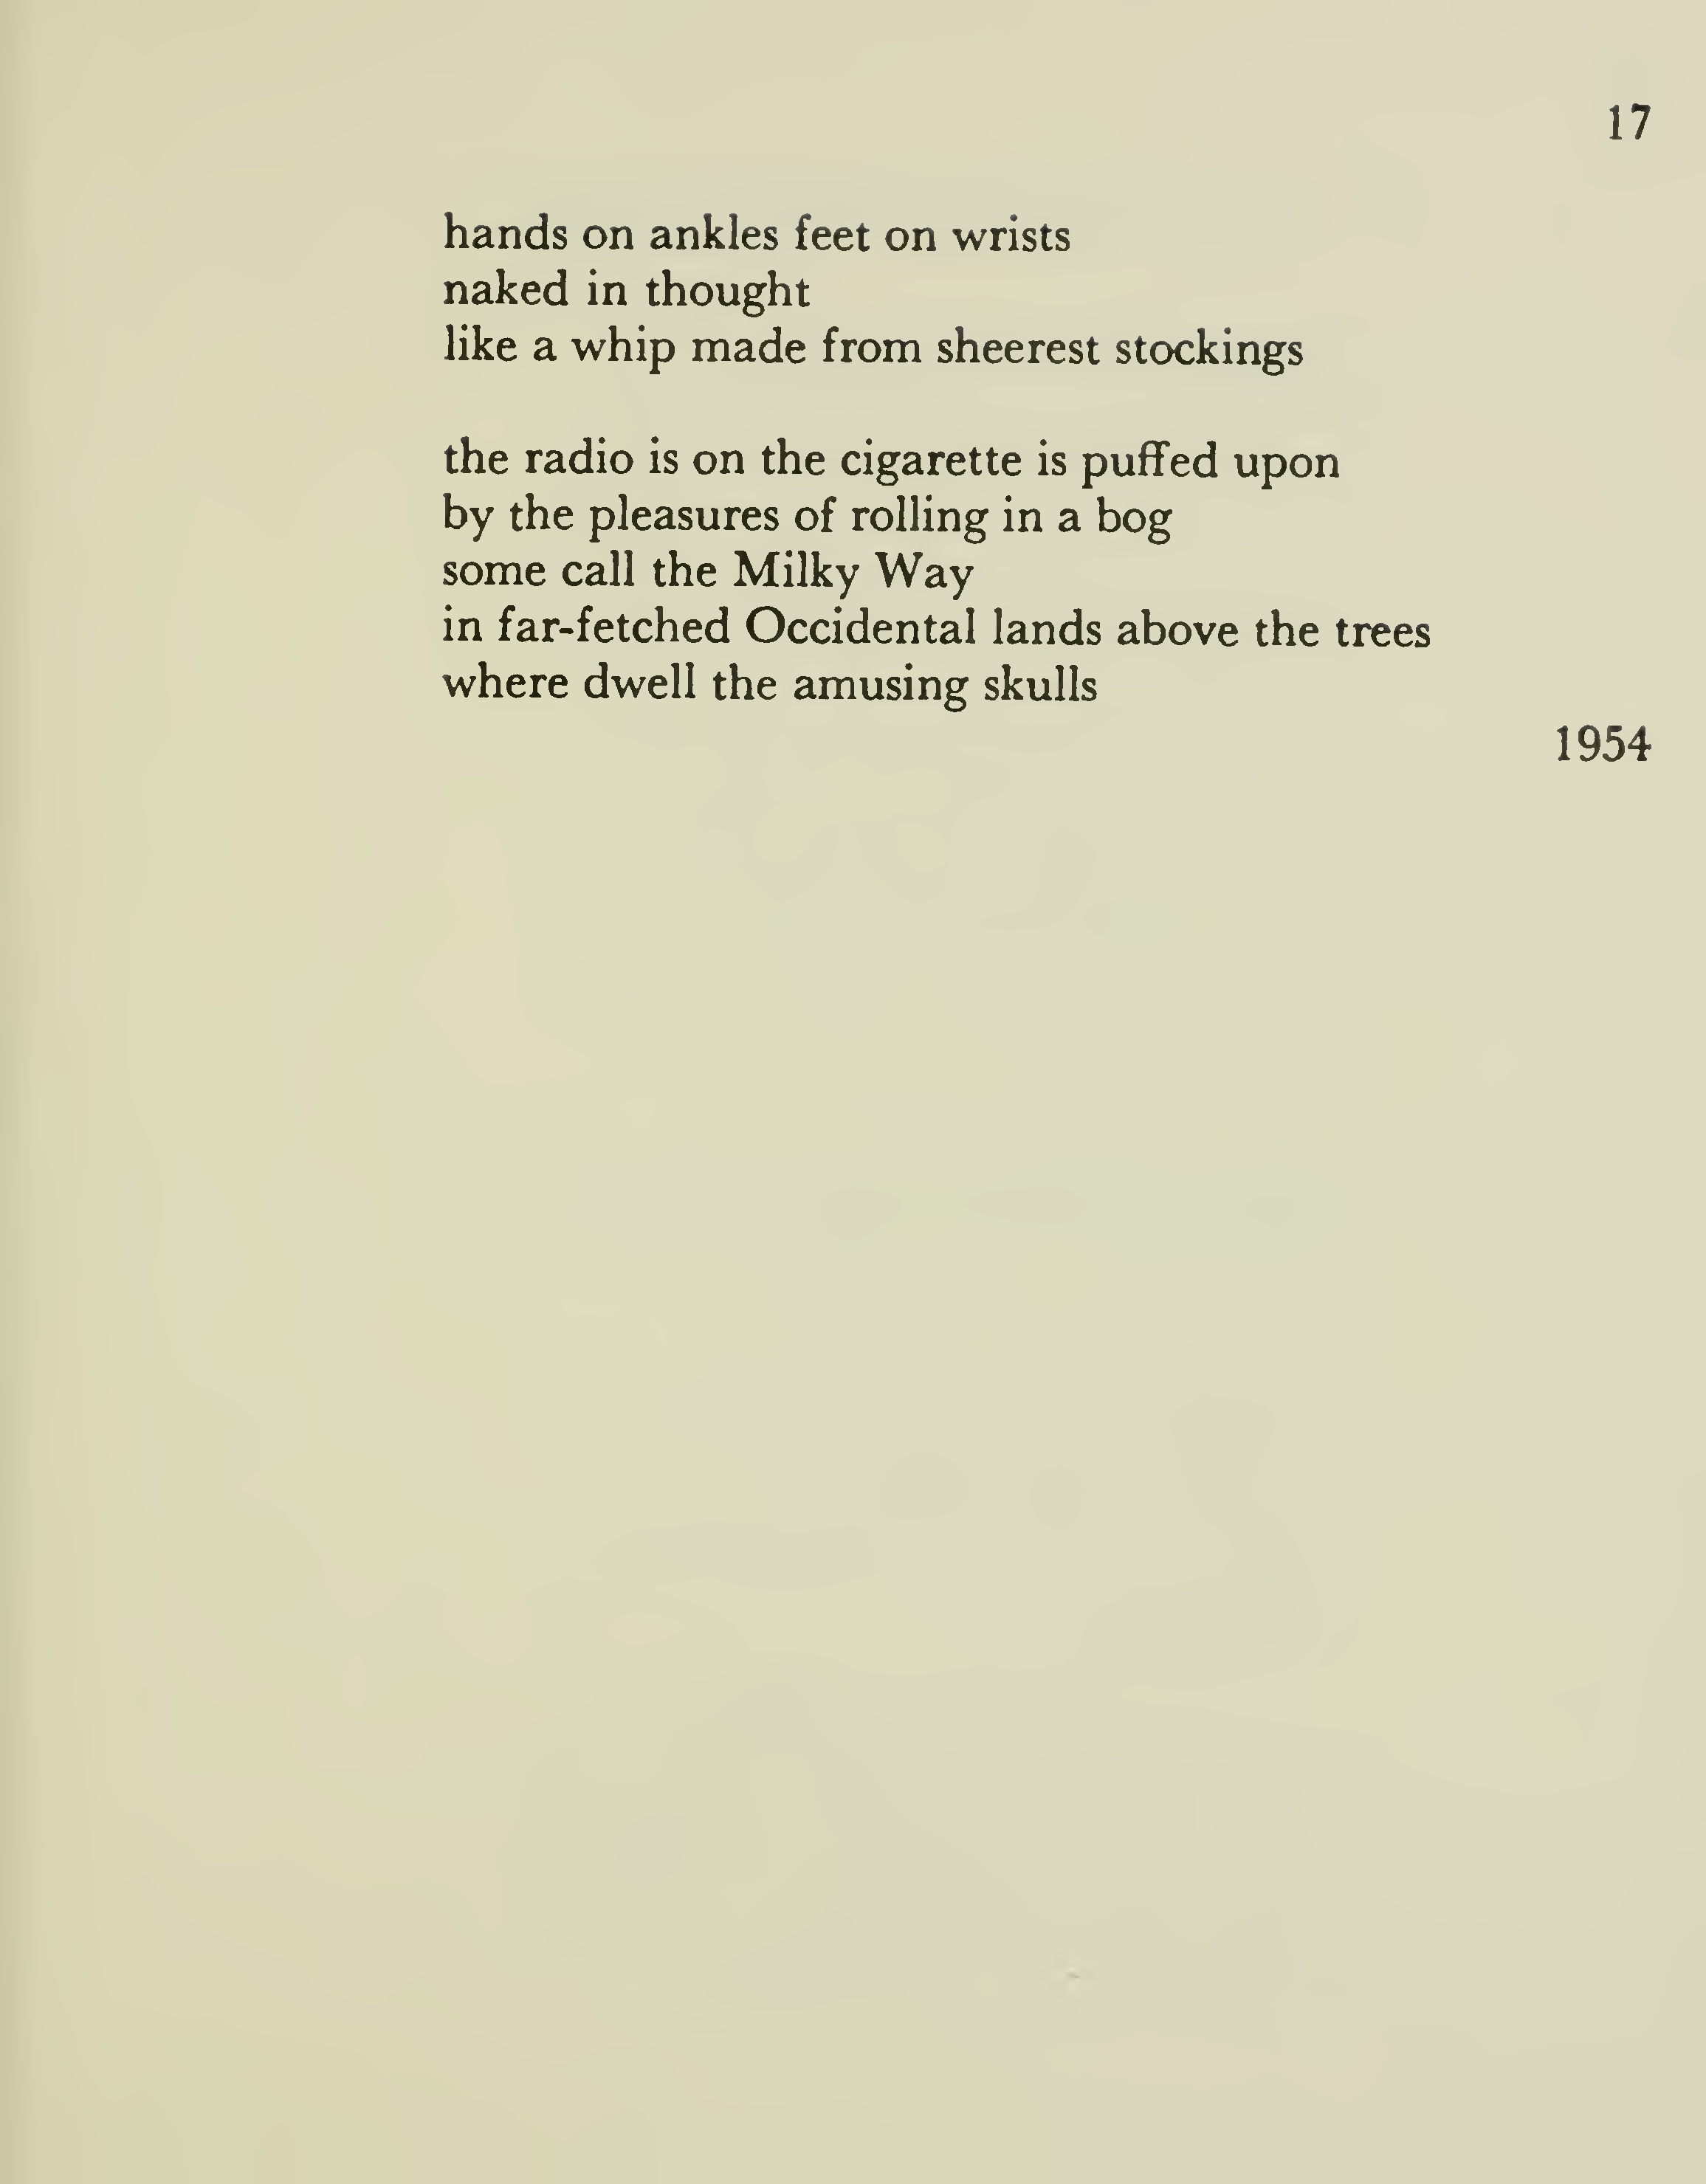 17
hands on ankles feet on wrists
naked in thought
like a whip made from sheerest stockings
the radio is on the cigarette is puffed upon
by the pleasures of rolling in a bog
some call the Milky Way
in far-fetched Occidental lands above the trees
where dwell the amusing skulls
1954